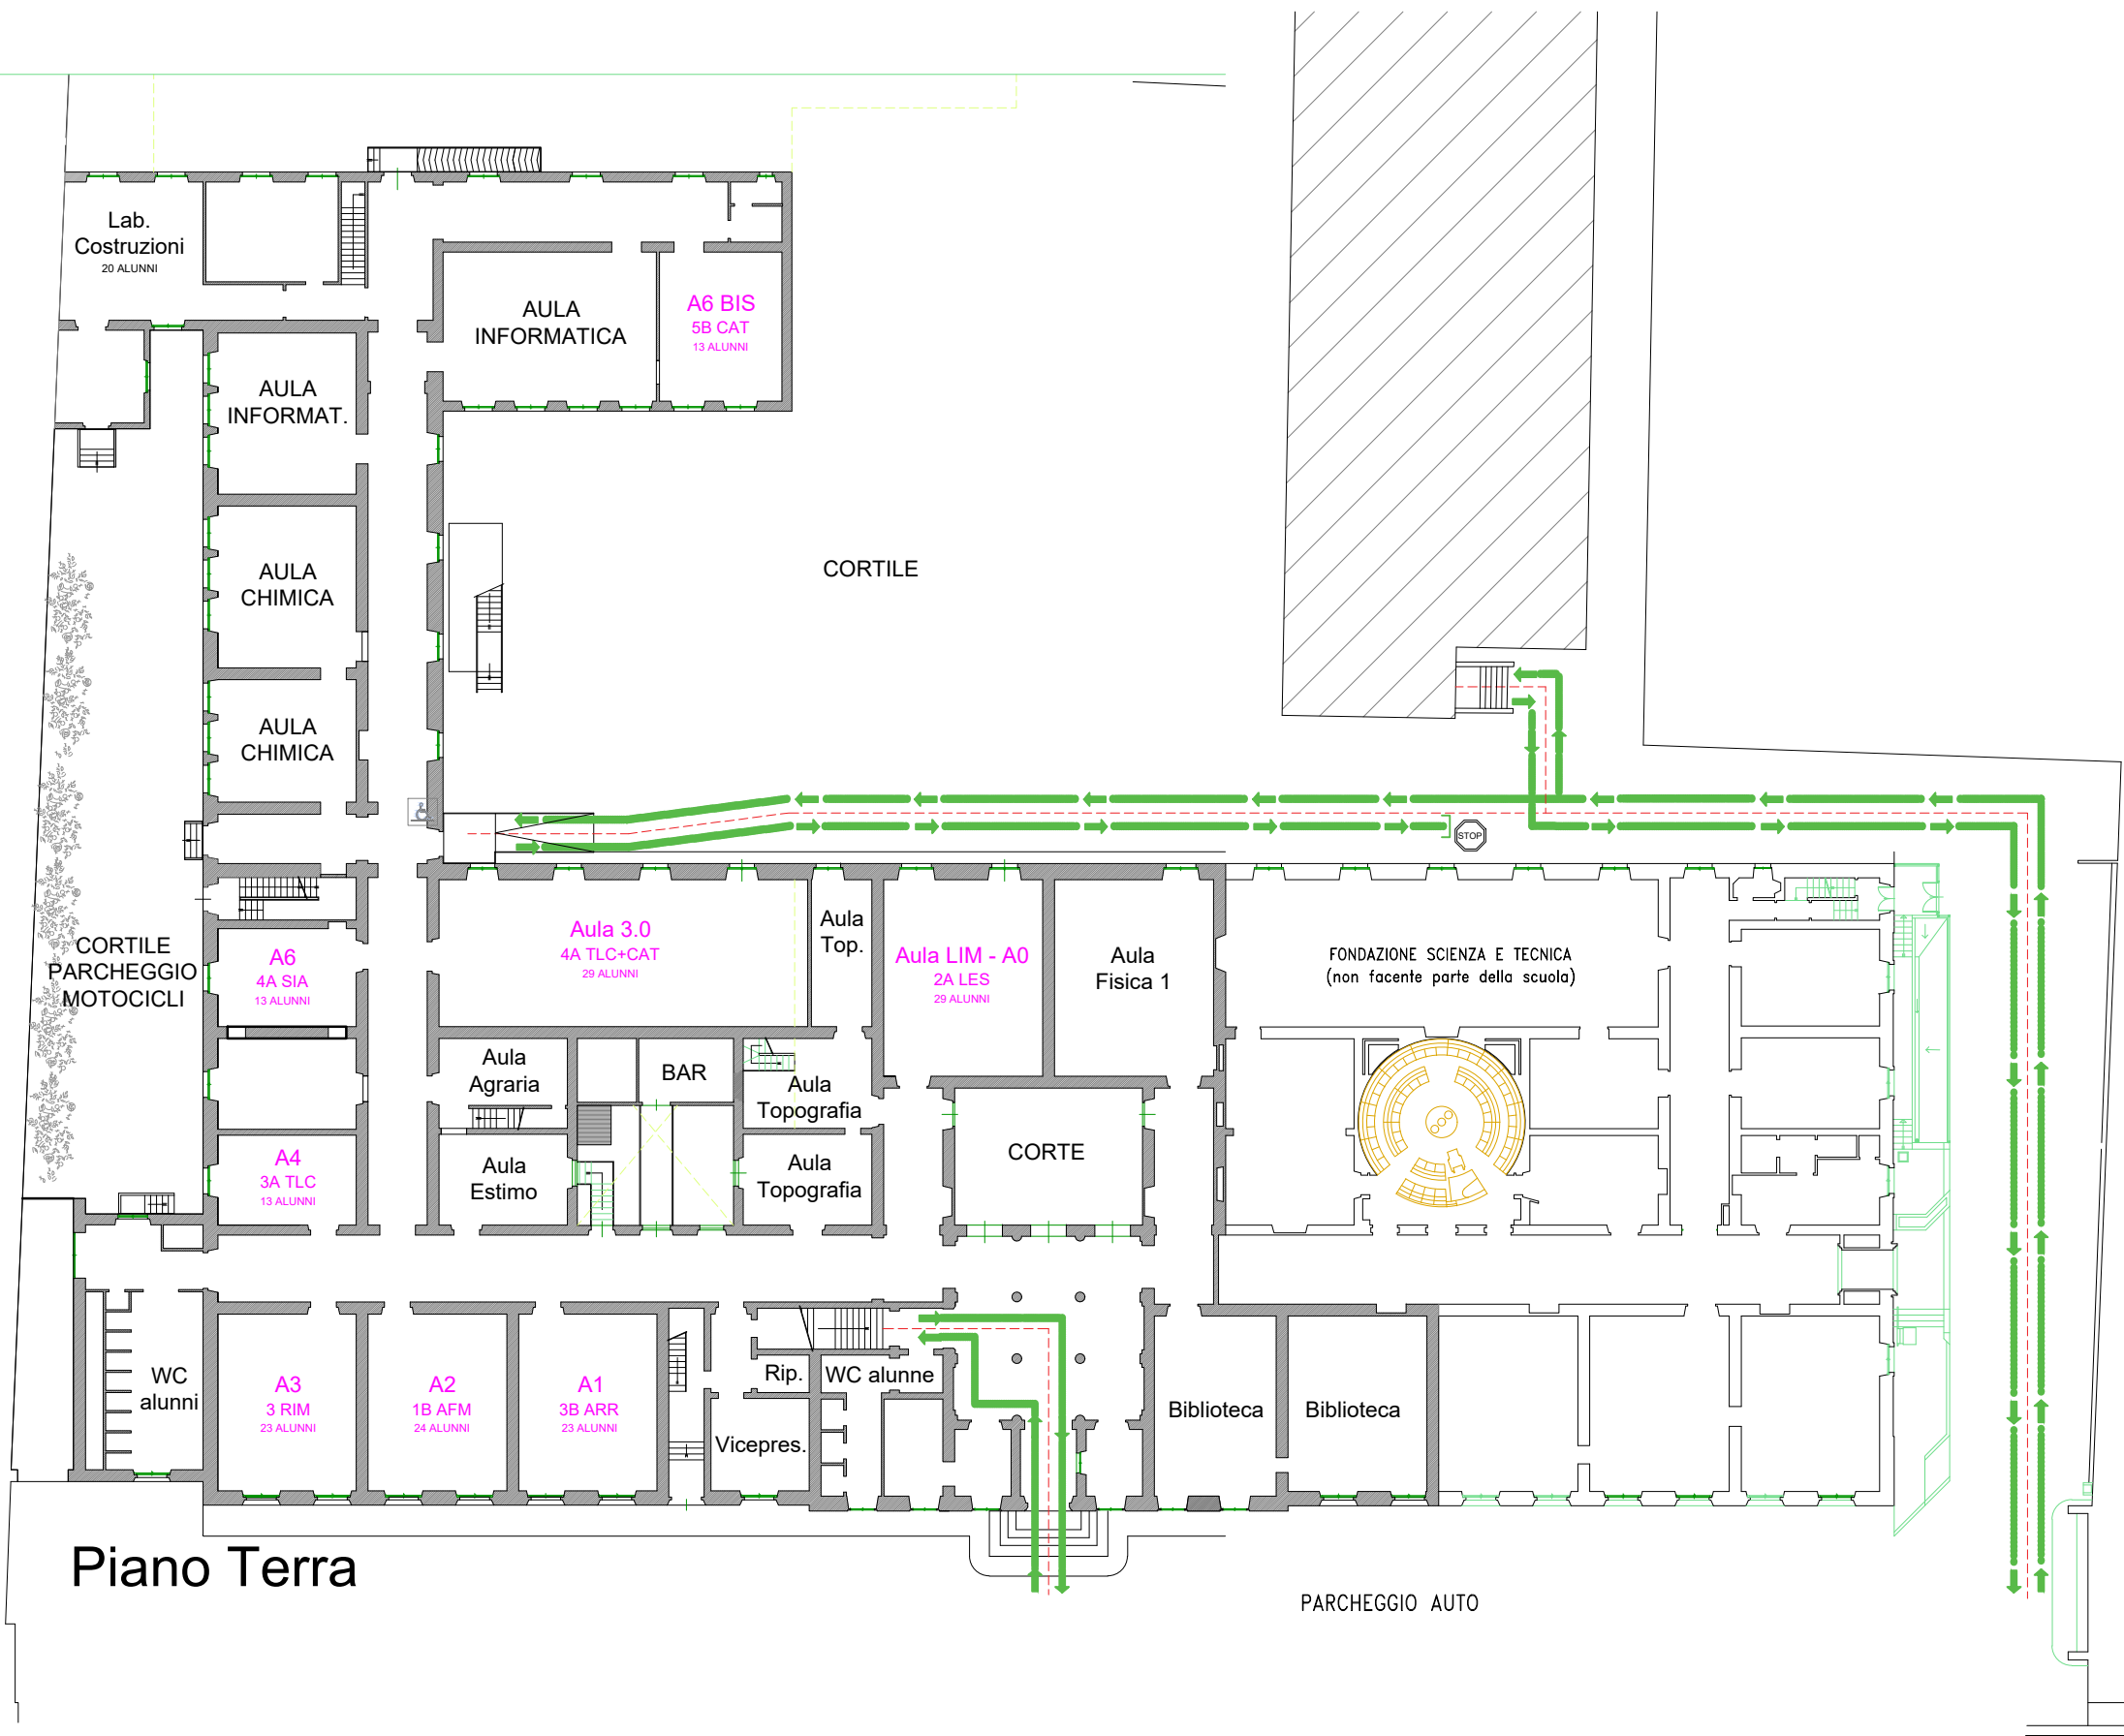 Lab.
Costruzioni
20 ALUNNI
AULA
INFORMATICA
A6 BIS
5B CAT
13 ALUNNI
AULA
INFORMAT.
AULA
CHIMICA
CORTILE
AULA
CHIMICA
STOP
CORTILE
PARCHEGGIO
MOTOCICLI
A6
4A SIA
13 ALUNNI
Aula 3.0
4A TLC+CAT
29 ALUNNI
Aula
Top.
Aula LIM - A0
2A LES
29 ALUNNI
Aula
Fisica 1
FONDAZIONE SCIENZA E TECNICA
(non facente parte della scuola)
Aula
Agraria
BAR
Aula
Topografia
A4
3A TLC
13 ALUNNI
Aula
Estimo
Aula
Topografia
CORTE
WC
alunni
A3
3 RIM
23 ALUNNI
A2
1B AFM
24 ALUNNI
A1
3B ARR
23 ALUNNI
Rip.
WC alunne
Vicepres.
Biblioteca
Biblioteca
Piano Terra
PARCHEGGIO AUTO